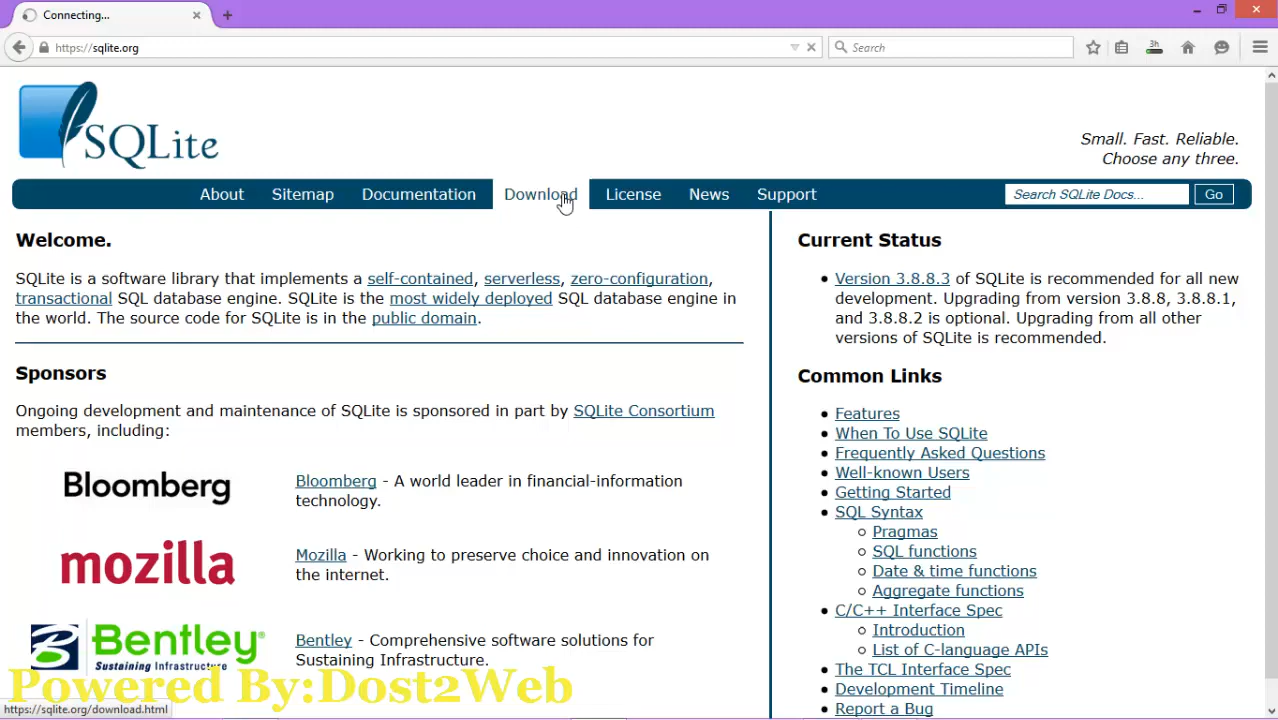 Connecting...
https://sqlite.org
Search
3h
SQLite
Small. Fast. Reliable.
Choose any three.
About Sitemap Documentation Download License News Support
Search SQLite Docs... Go
Welcome.
SQLite is a software library that implements a self-contained, serverless, zero-configuration,
transactional SQL database engine. SQLite is the most widely deployed SQL database engine in
the world. The source code for SQLite is in the public domain.
Sponsors
Ongoing development and maintenance of SQLite is sponsored in part by SQLite Consortium
members, including:
Bloomberg
Bloomberg - A world leader in financial-information
technology.
mozilla
Mozilla - Working to preserve choice and innovation on
the internet.
Bentley
Sustaining Infrastructure
Bentley - Comprehensive software solutions for
Sustaining Infrastructure.
Current Status
Version 3.8.8.3 of SQLite is recommended for all new
development. Upgrading from version 3.8.8, 3.8.8.1,
and 3.8.8.2 is optional. Upgrading from all other
versions of SQLite is recommended.
Common Links
Features
When To Use SQLite
Frequently Asked Questions
Well-known Users
Getting Started
SQL Syntax
Pragmas
SQL functions
Date & time functions
Aggregate functions
C/C++ Interface Spec
Introduction
List of C-language APIs
The TCL Interface Spec
Development Timeline
Report a Bug
Powered By:Dost2Web
https://sqlite.org/download.html